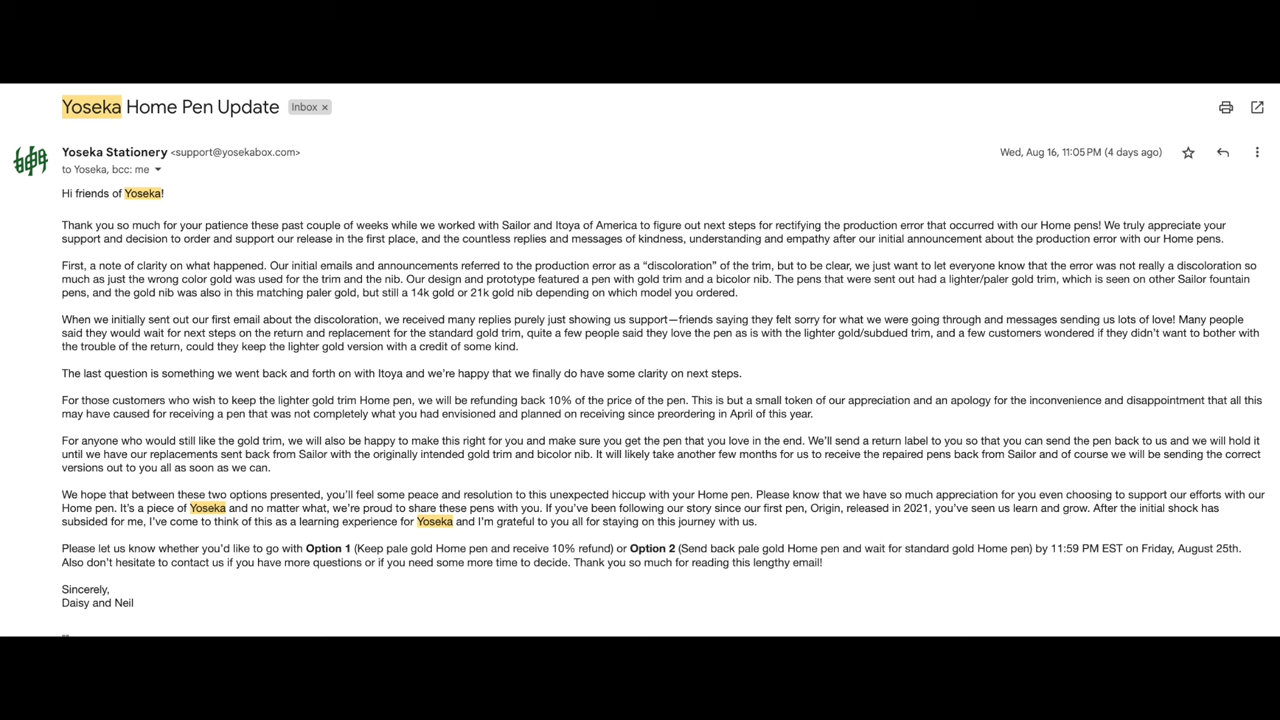 Yoseka Home Pen Update Inbox ×
Yoseka Stationery <support@yosekabox.com> Wed, Aug 16, 11:05 PM (4 days ago)
to Yoseka, bcc: me
Hi friends of Yoseka!
Thank you so much for your patience these past couple of weeks while we worked with Sailor and Itoya of America to figure out next steps for rectifying the production error that occurred with our Home pens! We truly appreciate your
support and decision to order and support our release in the first place, and the countless replies and messages of kindness, understanding and empathy after our initial announcement about the production error with our Home pens.
First, a note of clarity on what happened. Our initial emails and announcements referred to the production error as a “discoloration” of the trim, but to be clear, we just want to let everyone know that the error was not really a discoloration so
much as just the wrong color gold was used for the trim and the nib. Our design and prototype featured a pen with gold trim and a bicolor nib. The pens that were sent out had a lighter/paler gold trim, which is seen on other Sailor fountain
pens, and the gold nib was also in this matching paler gold, but still a 14k gold or 21k gold nib depending on which model you ordered.
When we initially sent out our first email about the discoloration, we received many replies purely just showing us support—friends saying they felt sorry for what we were going through and messages sending us lots of love! Many people
said they would wait for next steps on the return and replacement for the standard gold trim, quite a few people said they love the pen as is with the lighter gold/subdued trim, and a few customers wondered if they didn’t want to bother with
the trouble of the return, could they keep the lighter gold version with a credit of some kind.
The last question is something we went back and forth on with Itoya and we’re happy that we finally do have some clarity on next steps.
For those customers who wish to keep the lighter gold trim Home pen, we will be refunding back 10% of the price of the pen. This is but a small token of our appreciation and an apology for the inconvenience and disappointment that all this
may have caused for receiving a pen that was not completely what you had envisioned and planned on receiving since preordering in April of this year.
For anyone who would still like the gold trim, we will also be happy to make this right for you and make sure you get the pen that you love in the end. We’ll send a return label to you so that you can send the pen back to us and we will hold it
until we have our replacements sent back from Sailor with the originally intended gold trim and bicolor nib. It will likely take another few months for us to receive the repaired pens back from Sailor and of course we will be sending the correct
versions out to you all as soon as we can.
We hope that between these two options presented, you’ll feel some peace and resolution to this unexpected hiccup with your Home pen. Please know that we have so much appreciation for you even choosing to support our efforts with our
Home pen. It’s a piece of Yoseka and no matter what, we’re proud to share these pens with you. If you’ve been following our story since our first pen, Origin, released in 2021, you’ve seen us learn and grow. After the initial shock has
subsided for me, I’ve come to think of this as a learning experience for Yoseka and I’m grateful to you all for staying on this journey with us.
Please let us know whether you’d like to go with Option 1 (Keep pale gold Home pen and receive 10% refund) or Option 2 (Send back pale gold Home pen and wait for standard gold Home pen) by 11:59 PM EST on Friday, August 25th.
Also don’t hesitate to contact us if you have more questions or if you need some more time to decide. Thank you so much for reading this lengthy email!
Sincerely,
Daisy and Neil